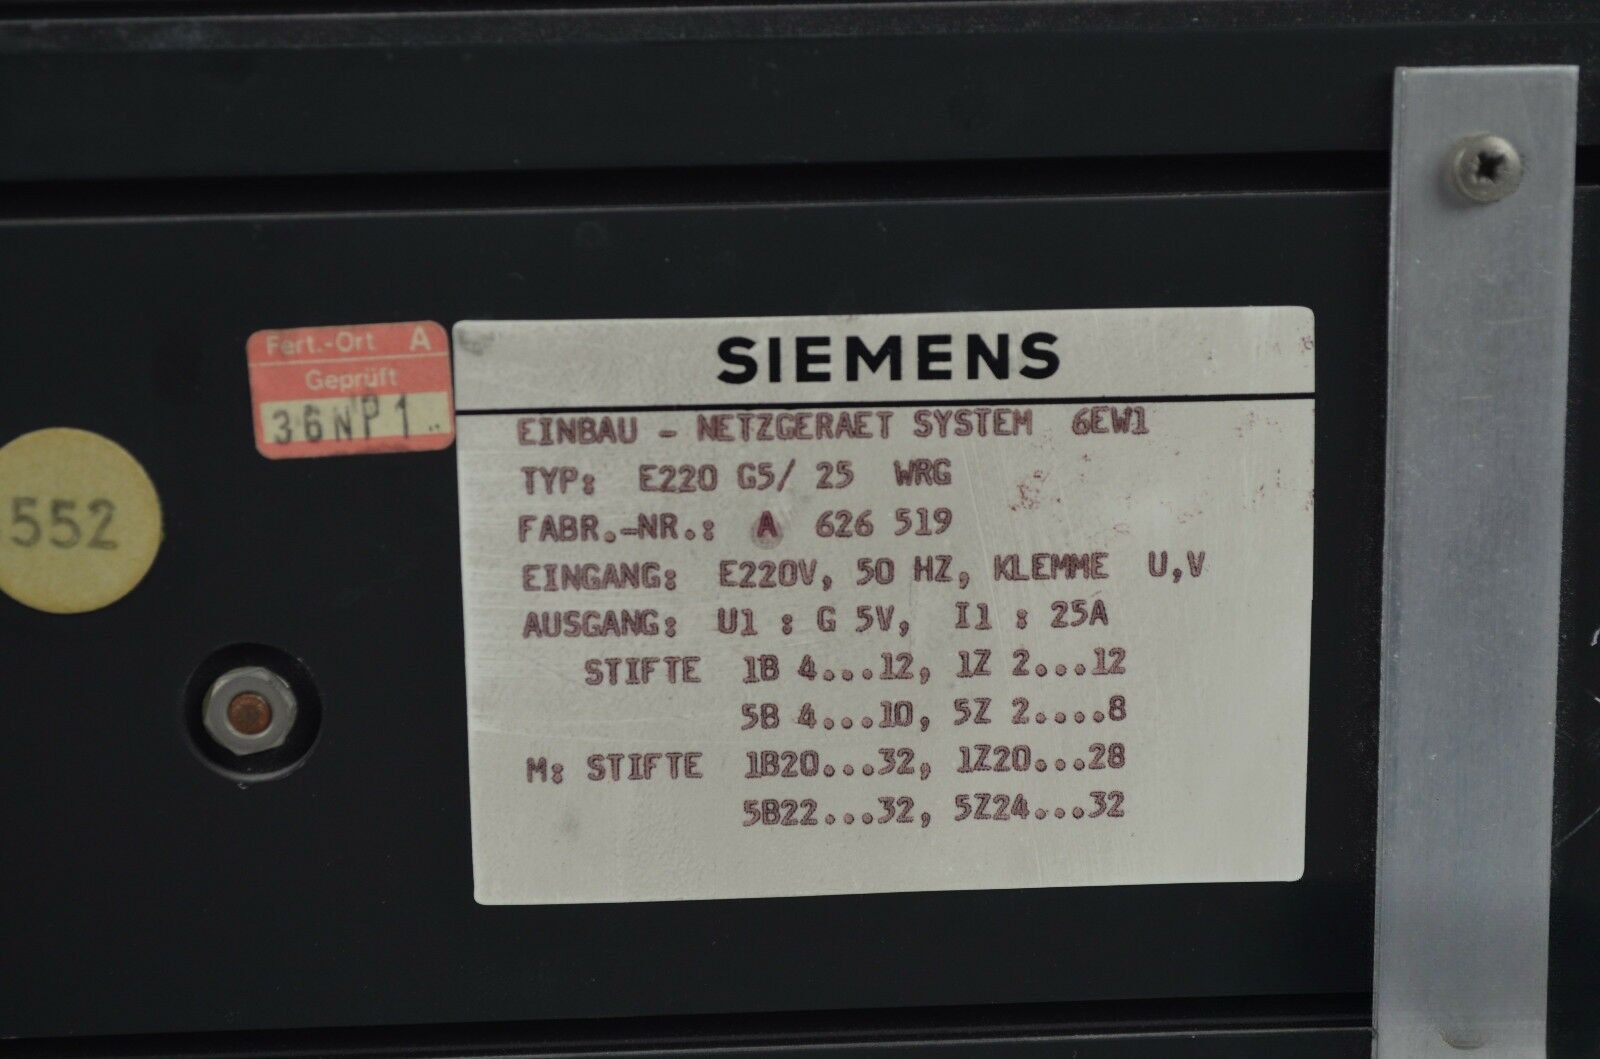 Fert.-Ort A
Geprüft
36NP1
552
SIEMENS
EINBAU - NETZGERAET SYSTEM 6EW1
TYP: E220 G5/ 25 WRG
FABR.-NR.: A 626 519
EINGANG: E220V, 50 HZ, KLEMME U,V
AUSGANG: U1 : G 5V, I1 : 25A
STIFTE 1B 4...12, 1Z 2...12
5B 4...10, 5Z 2....8
M: STIFTE 1B20...32, 1Z20...28
5B22...32, 5Z24...32